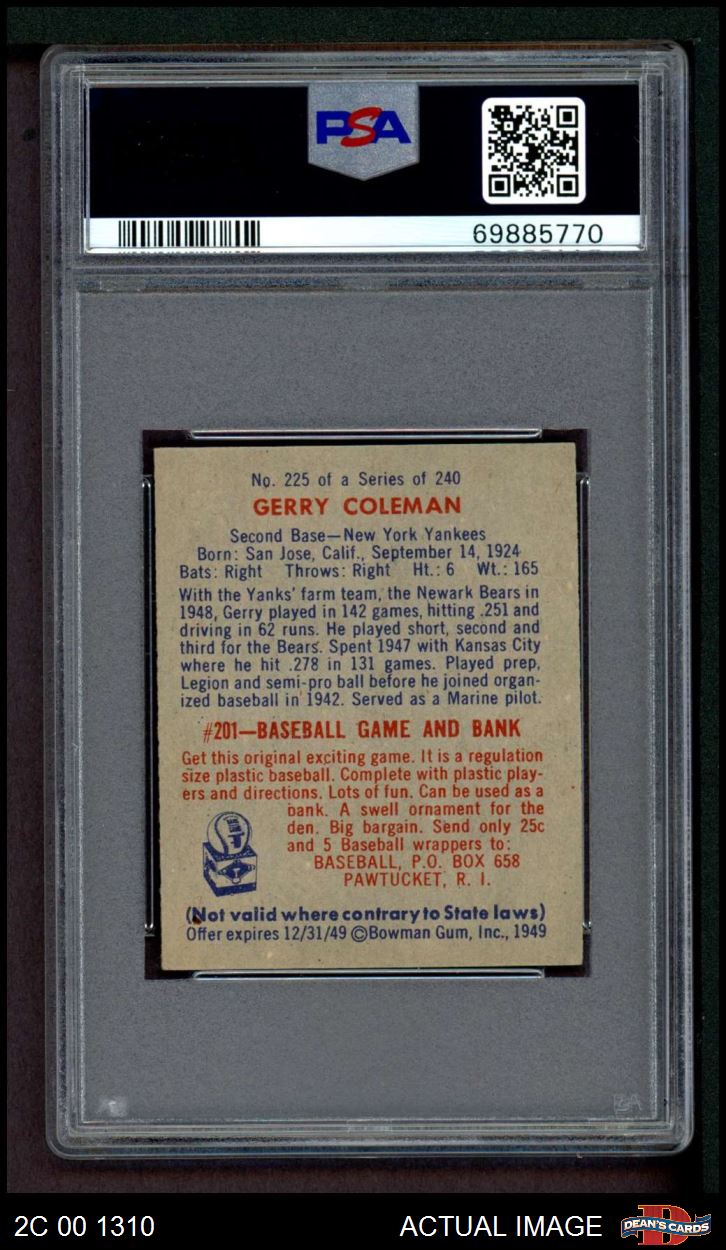 PSA
69885770
No. 225 of a Series of 240
GERRY COLEMAN
Second Base—New York Yankees
Born: San Jose, Calif., September 14, 1924
Bats: Right Throws: Right Ht.: 6 Wt.: 165
With the Yanks' farm team, the Newark Bears in
1948, Gerry played in 142 games, hitting .251 and
driving in 62 runs. He played short, second and
third for the Bears. Spent 1947 with Kansas City
where he hit .278 in 131 games. Played prep,
Legion and semi-pro ball before he joined organ-
ized baseball in 1942. Served as a Marine pilot.
#201—BASEBALL GAME AND BANK
Get this original exciting game. It is a regulation
size plastic baseball. Complete with plastic play-
ers and directions. Lots of fun. Can be used as a
bank. A swell ornament for the
den. Big bargain. Send only 25c
and 5 Baseball wrappers to:
BASEBALL, P.O. BOX 658
PAWTUCKET, R. I.
(Not valid where contrary to State laws)
Offer expires 12/31/49 ©Bowman Gum, Inc., 1949
PSA
2C 00 1310
ACTUAL IMAGE
DEAN'S CARDS